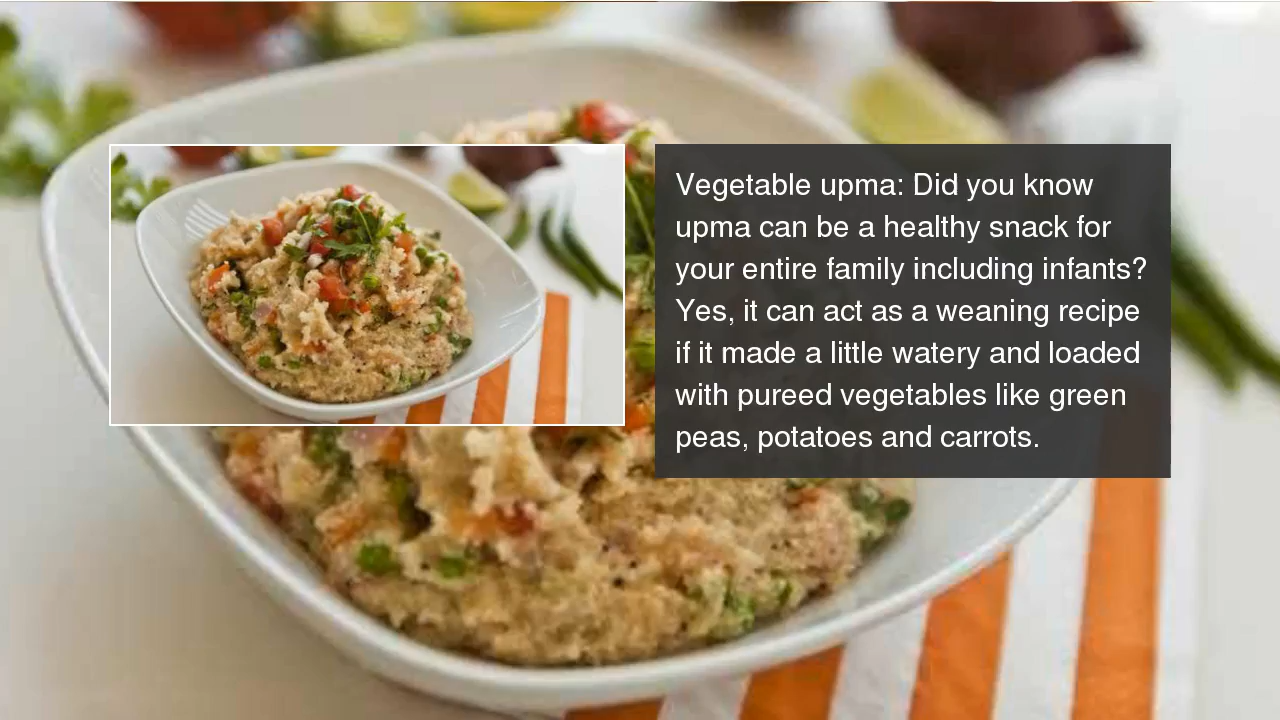 Vegetable upma: Did you know
upma can be a healthy snack for
your entire family including infants?
Yes, it can act as a weaning recipe
if it made a little watery and loaded
with pureed vegetables like green
peas, potatoes and carrots.